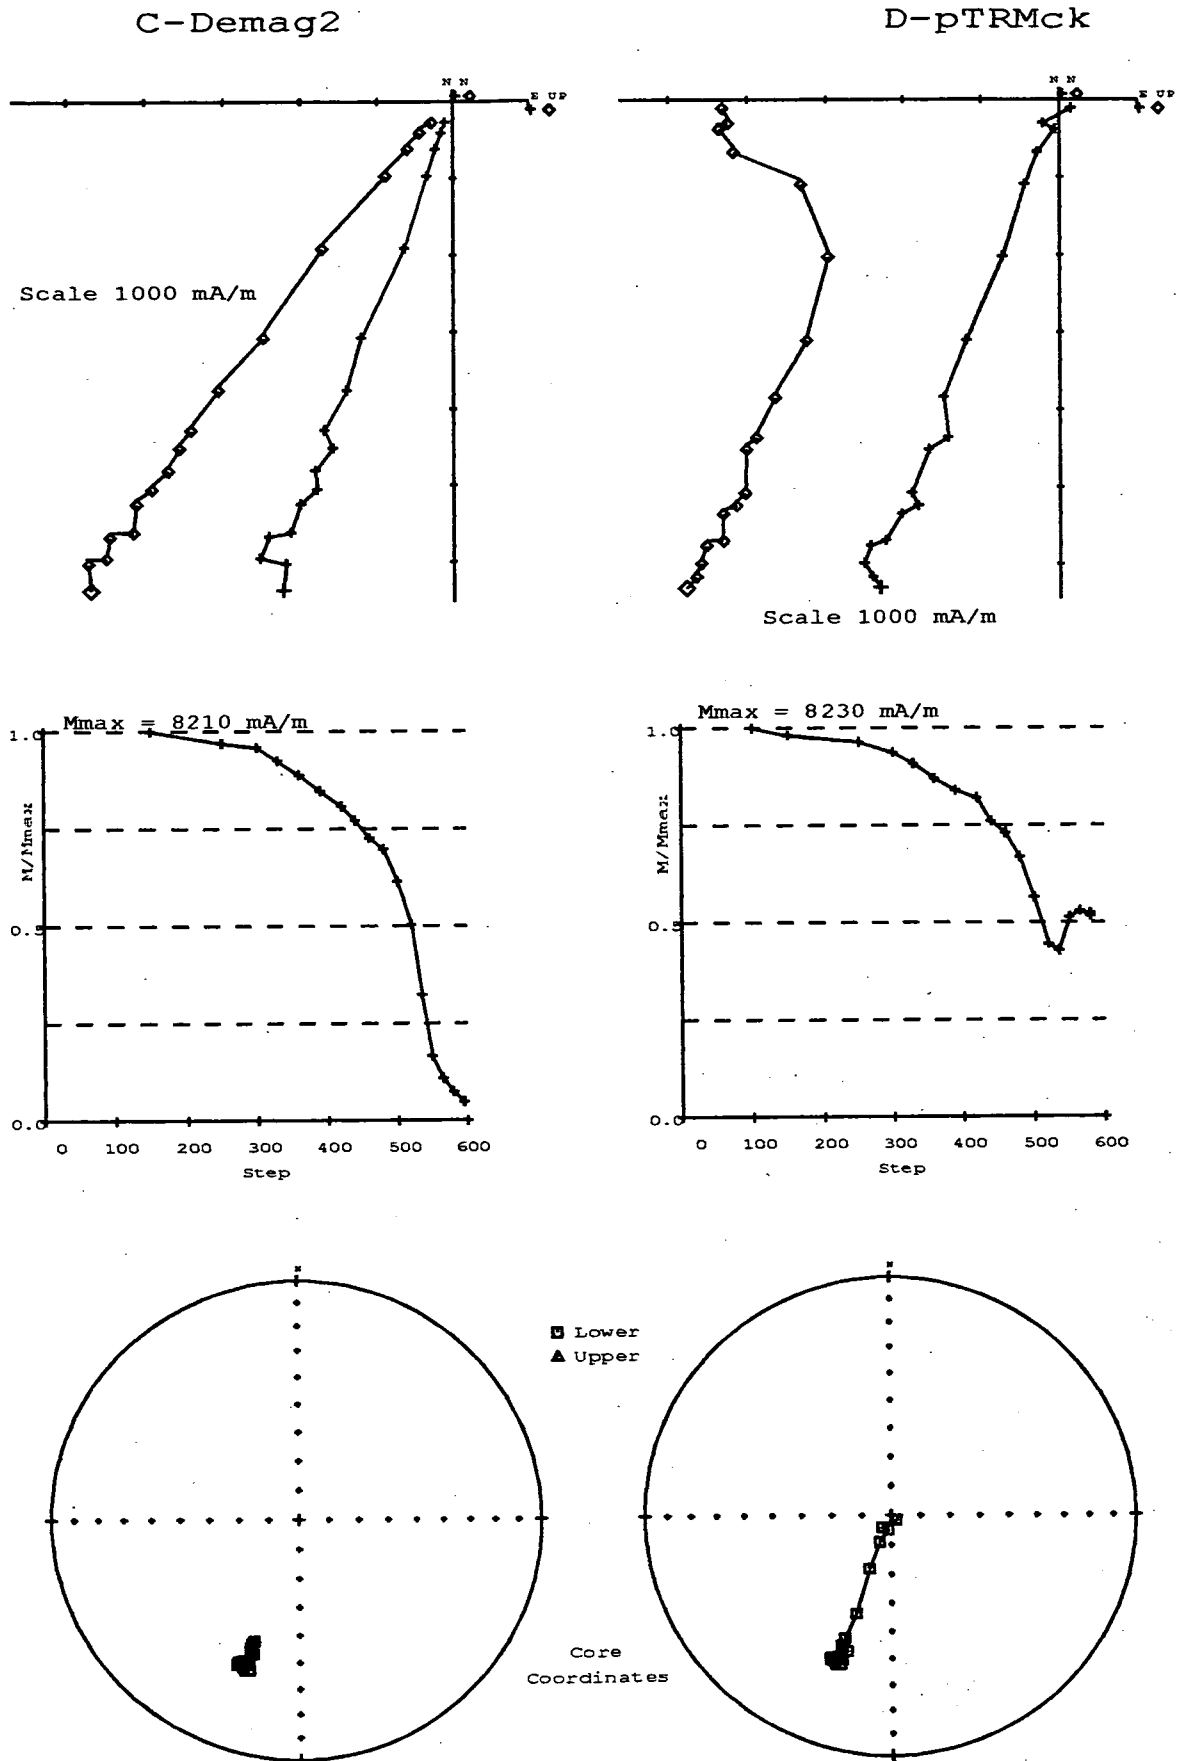 C-Demag2
D-pTRMck
N N
E UP
N N
E UP
Scale 1000 mA/m
Scale 1000 mA/m
Mmax = 8210 mA/m
1.0
M/Mmax
0.5
0.0
0 100 200 300 400 500 600
Step
Mmax = 8230 mA/m
1.0
M/Mmax
0.5
0.0
0 100 200 300 400 500 600
Step
N
N
Lower
Upper
Core
Coordinates